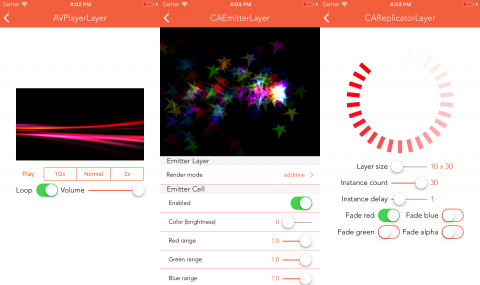 Carrier 4:02 PM
AVPlayerLayer
Play 1/2x Normal 2x
Loop Volume
Carrier 4:04 PM
CAEmitterLayer
Emitter Layer
Render mode additive
Emitter Cell
Enabled
Color (brightness) 0
Red range 1.0
Green range 1.0
Blue range 1.0
Carrier 4:03 PM
CAReplicatorLayer
Layer size 10 x 30
Instance count 30
Instance delay 1
Fade red Fade blue
Fade green Fade alpha